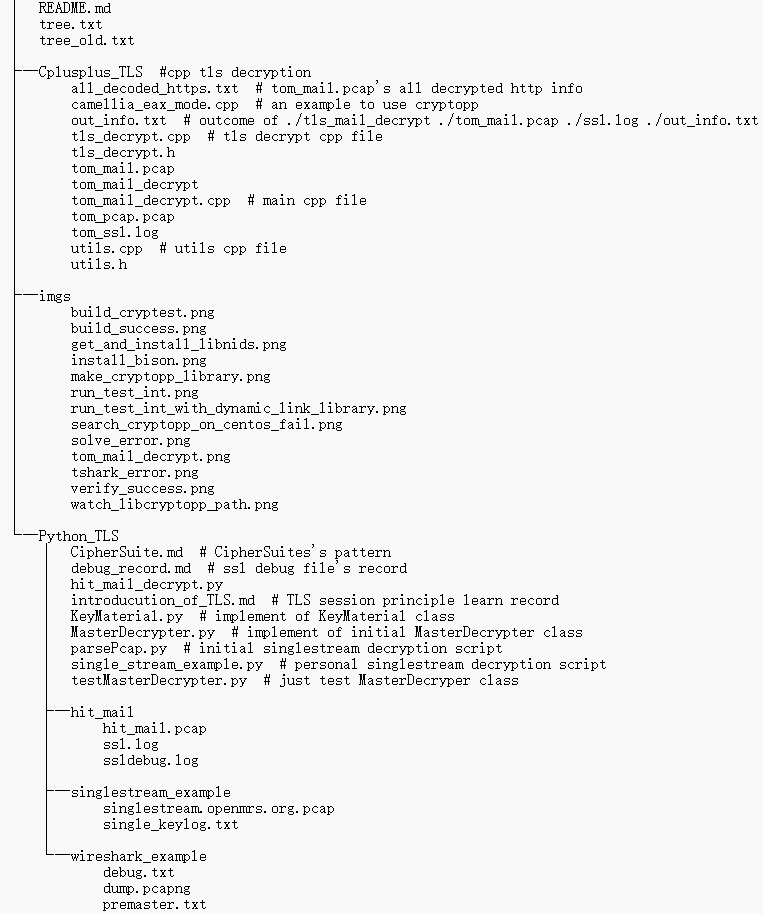 README.md
tree.txt
tree_old.txt
Cplusplus_TLS  #cpp tls decryption
all_decoded_https.txt  # tom_mail.pcap's all decrypted http info
camellia_eax_mode.cpp  # an example to use cryptopp
out_info.txt  # outcome of ./tls_mail_decrypt ./tom_mail.pcap ./ssl.log ./out_info.txt
tls_decrypt.cpp  # tls decrypt cpp file
tls_decrypt.h
tom_mail.pcap
tom_mail_decrypt
tom_mail_decrypt.cpp  # main cpp file
tom_pcap.pcap
tom_ssl.log
utils.cpp  # utils cpp file
utils.h
imgs
build_cryptest.png
build_success.png
get_and_install_libnids.png
install_bison.png
make_cryptopp_library.png
run_test_int.png
run_test_int_with_dynamic_link_library.png
search_cryptopp_on_centos_fail.png
solve_error.png
tom_mail_decrypt.png
tshark_error.png
verify_success.png
watch_libcryptopp_path.png
Python_TLS
CipherSuite.md  # CipherSuites's pattern
debug_record.md  # ssl debug file's record
hit_mail_decrypt.py
introducution_of_TLS.md  # TLS session principle learn record
KeyMaterial.py  # implement of KeyMaterial class
MasterDecrypter.py  # implement of initial MasterDecrypter class
parsePcap.py  # initial singlestream decryption script
single_stream_example.py  # personal singlestream decryption script
testMasterDecrypter.py  # just test MasterDecryper class
hit_mail
hit_mail.pcap
ssl.log
ssldebug.log
singlestream_example
singlestream.openmrs.org.pcap
single_keylog.txt
wireshark_example
debug.txt
dump.pcapng
premaster.txt